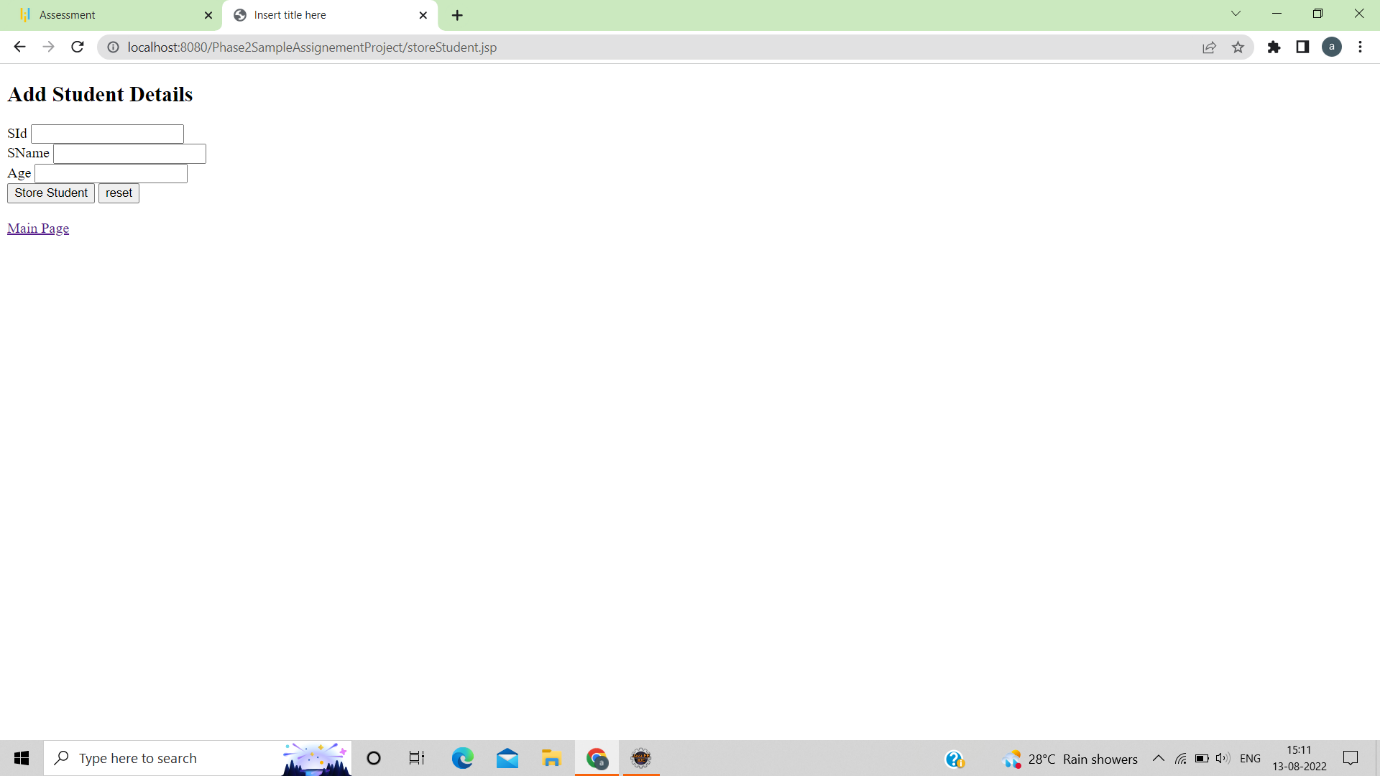 Assessment
Insert title here
localhost:8080/Phase2SampleAssignementProject/storeStudent.jsp
a
Add Student Details
SId
SName
Age
Store Student reset
Main Page
Type here to search
28°C Rain showers
ENG
15:11
13-08-2022